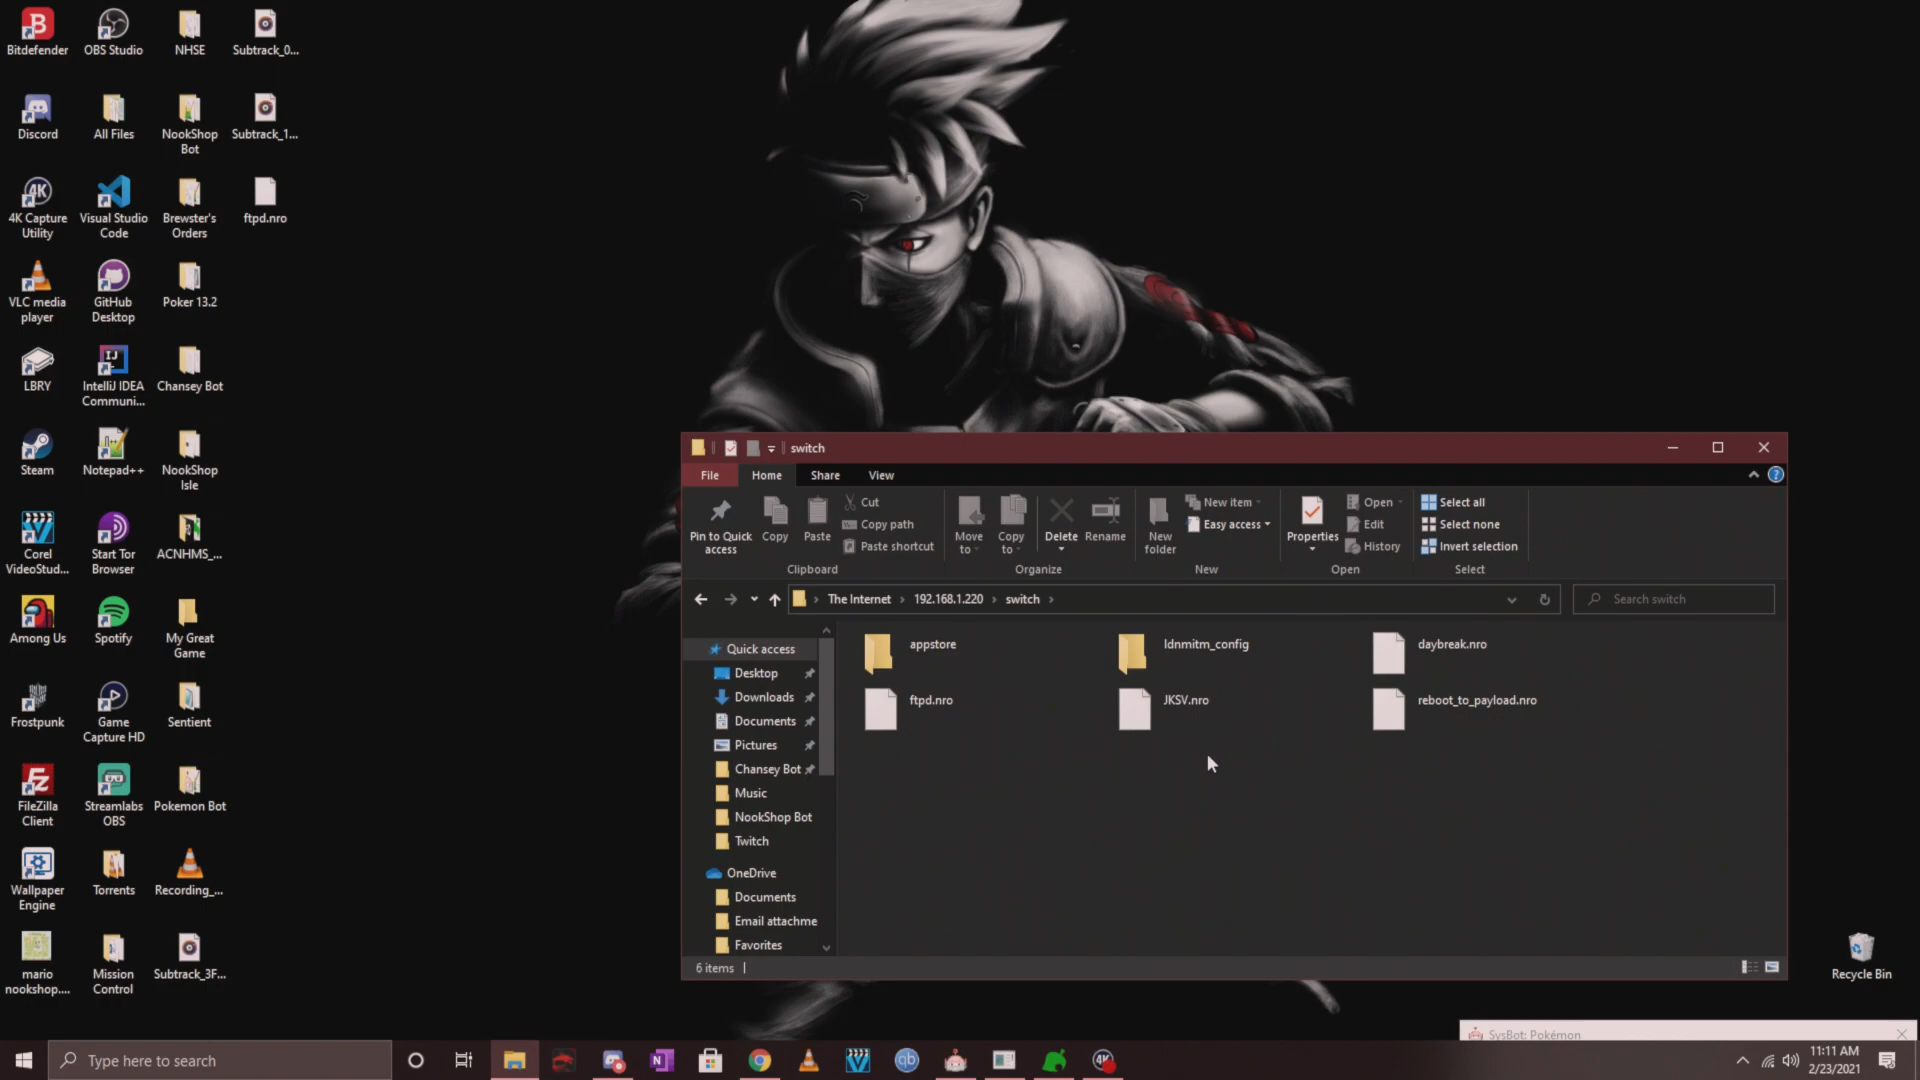 Bitdefender
OBS Studio
NHSE
Subtrack_0...
Discord
All Files
NookShop
Bot
Subtrack_1...
4K Capture
Utility
Visual Studio
Code
Brewster's
Orders
ftpd.nro
VLC media
player
GitHub
Desktop
Poker 13.2
LBRY
IntelliJ IDEA
Communi...
Chansey Bot
Steam
Notepad++
NookShop
Isle
Corel
VideoStud...
Start Tor
Browser
ACNHMS_...
Among Us
Spotify
My Great
Game
Frostpunk
Game
Capture HD
Sentient
FileZilla
Client
Streamlabs
OBS
Pokemon Bot
Wallpaper
Engine
Torrents
Recording_...
mario
nookshop....
Mission
Control
Subtrack_3F...
Recycle Bin
switch
File Home Share View
Pin to Quick
access
Copy
Paste
Cut
Copy path
Paste shortcut
Clipboard
Move
to
Copy
to
Delete
Rename
Organize
New
folder
New item
Easy access
New
Properties
Open
Edit
History
Open
Select all
Select none
Invert selection
Select
The Internet › 192.168.1.220 › switch ›
Search switch
Quick access
Desktop
Downloads
Documents
Pictures
Chansey Bot
Music
NookShop Bot
Twitch
OneDrive
Documents
Email attachme
Favorites
appstore
ldnmitm_config
daybreak.nro
ftpd.nro
JKSV.nro
reboot_to_payload.nro
6 items
SysBot: Pokémon
Type here to search
11:11 AM
2/23/2021